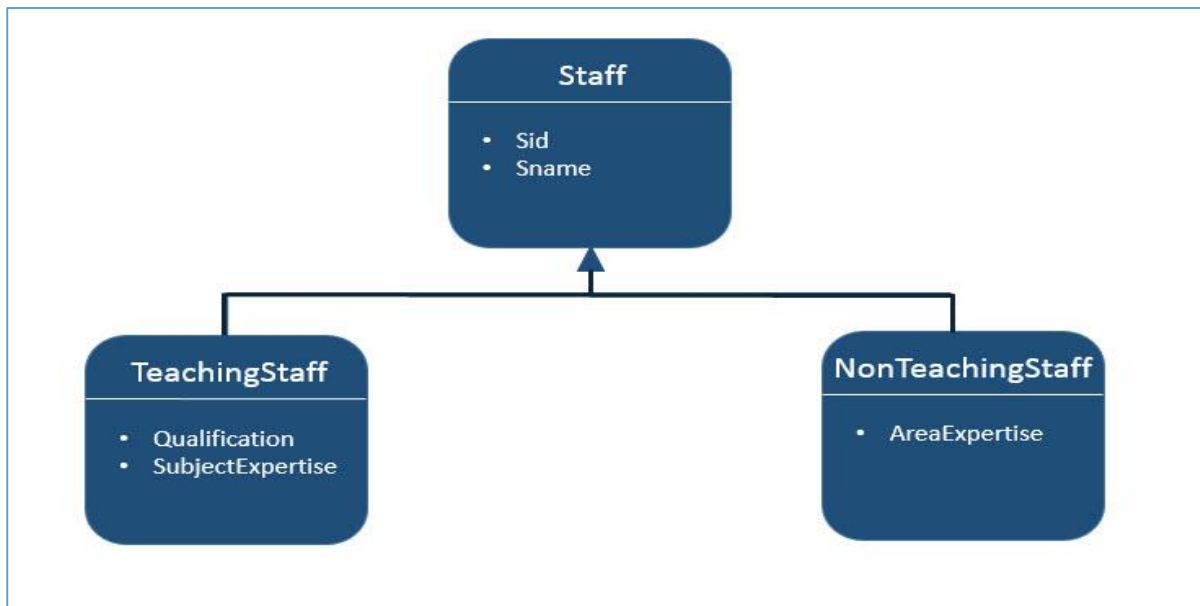 Staff
• Sid
• Sname
TeachingStaff
• Qualification
• SubjectExpertise
NonTeachingStaff
• AreaExpertise